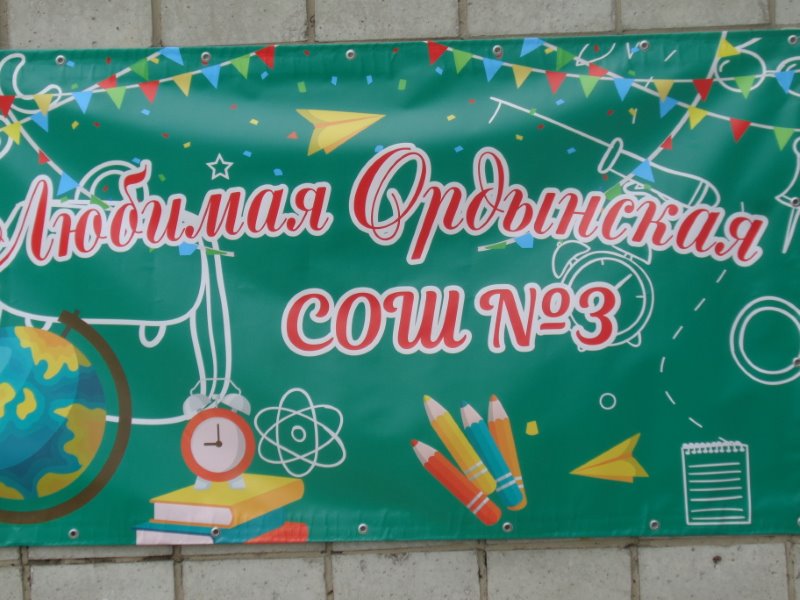 Любимая Ордынская
СОШ №3